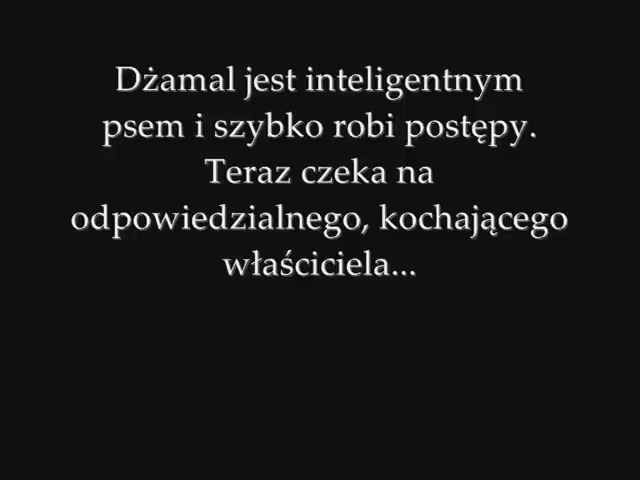 Dżamal jest inteligentnym
psem i szybko robi postępy.
Teraz czeka na
odpowiedzialnego, kochającego
właściciela...